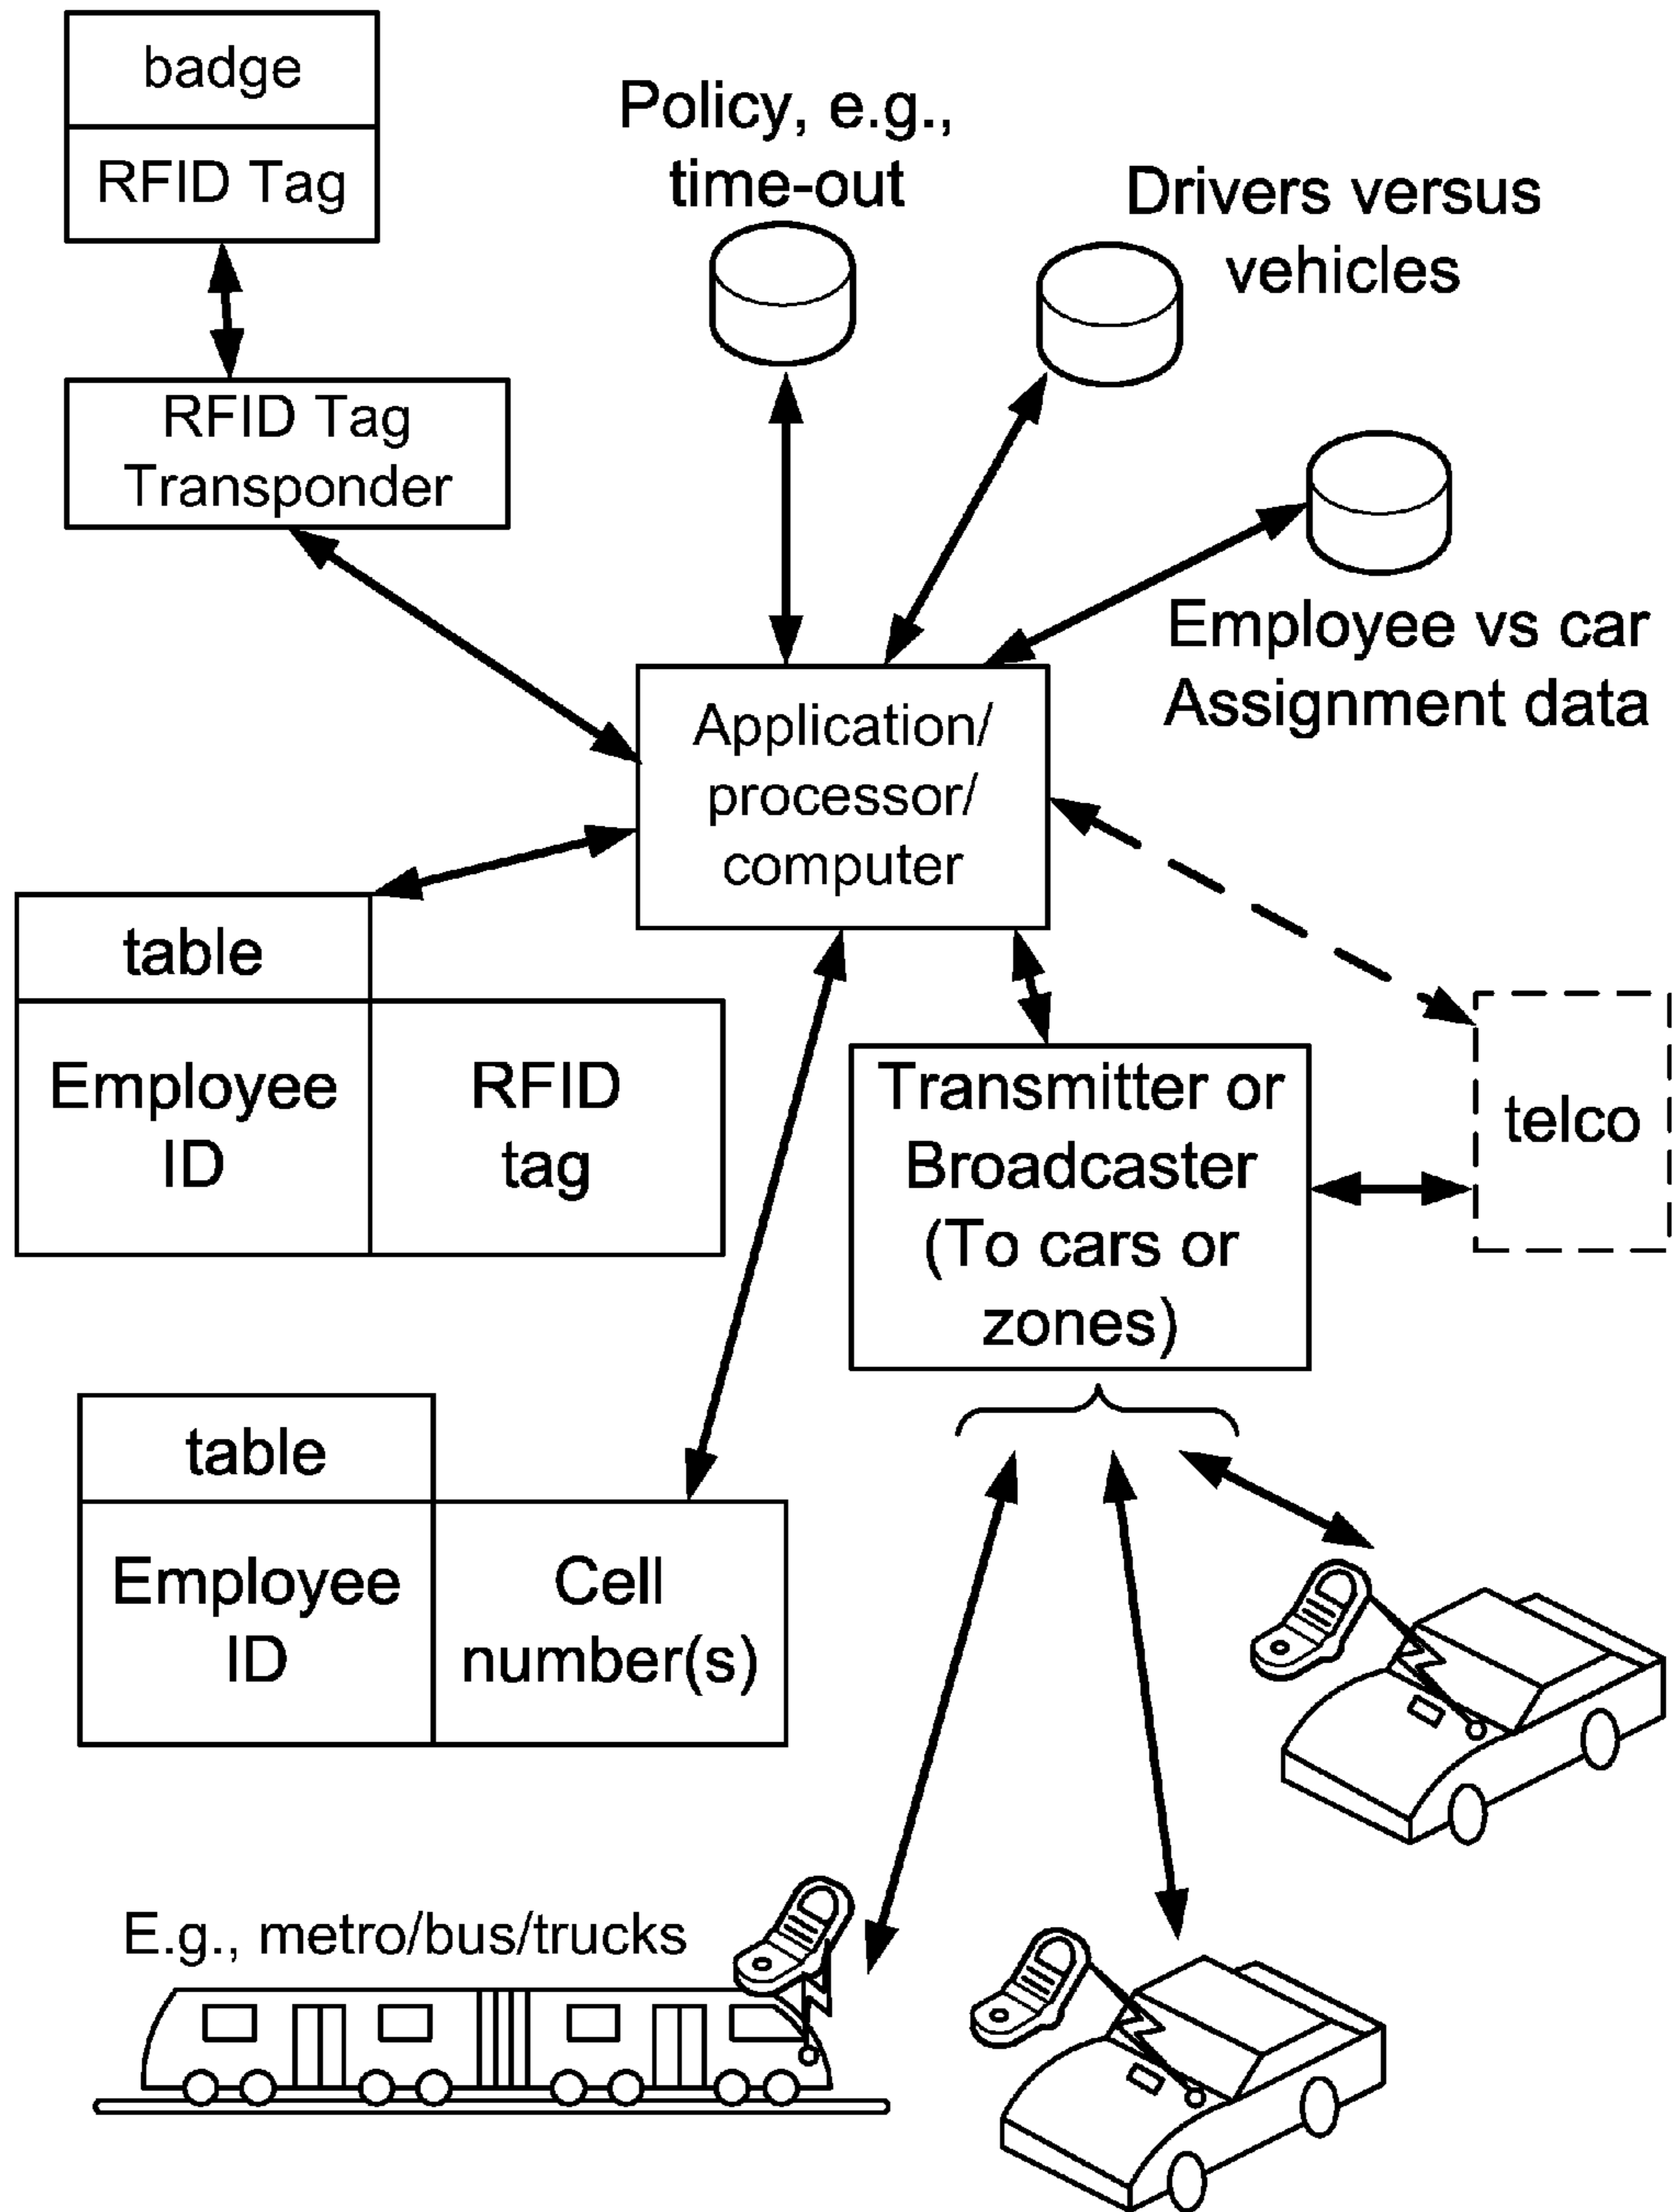 badge
RFID Tag
Policy, e.g.,
time-out
Drivers versus
vehicles
RFID Tag
Transponder
Employee vs car
Assignment data
Application/
processor/
computer
table
Employee
ID
RFID
tag
Transmitter or
Broadcaster
(To cars or
zones)
telco
table
Employee
ID
Cell
number(s)
E.g., metro/bus/trucks